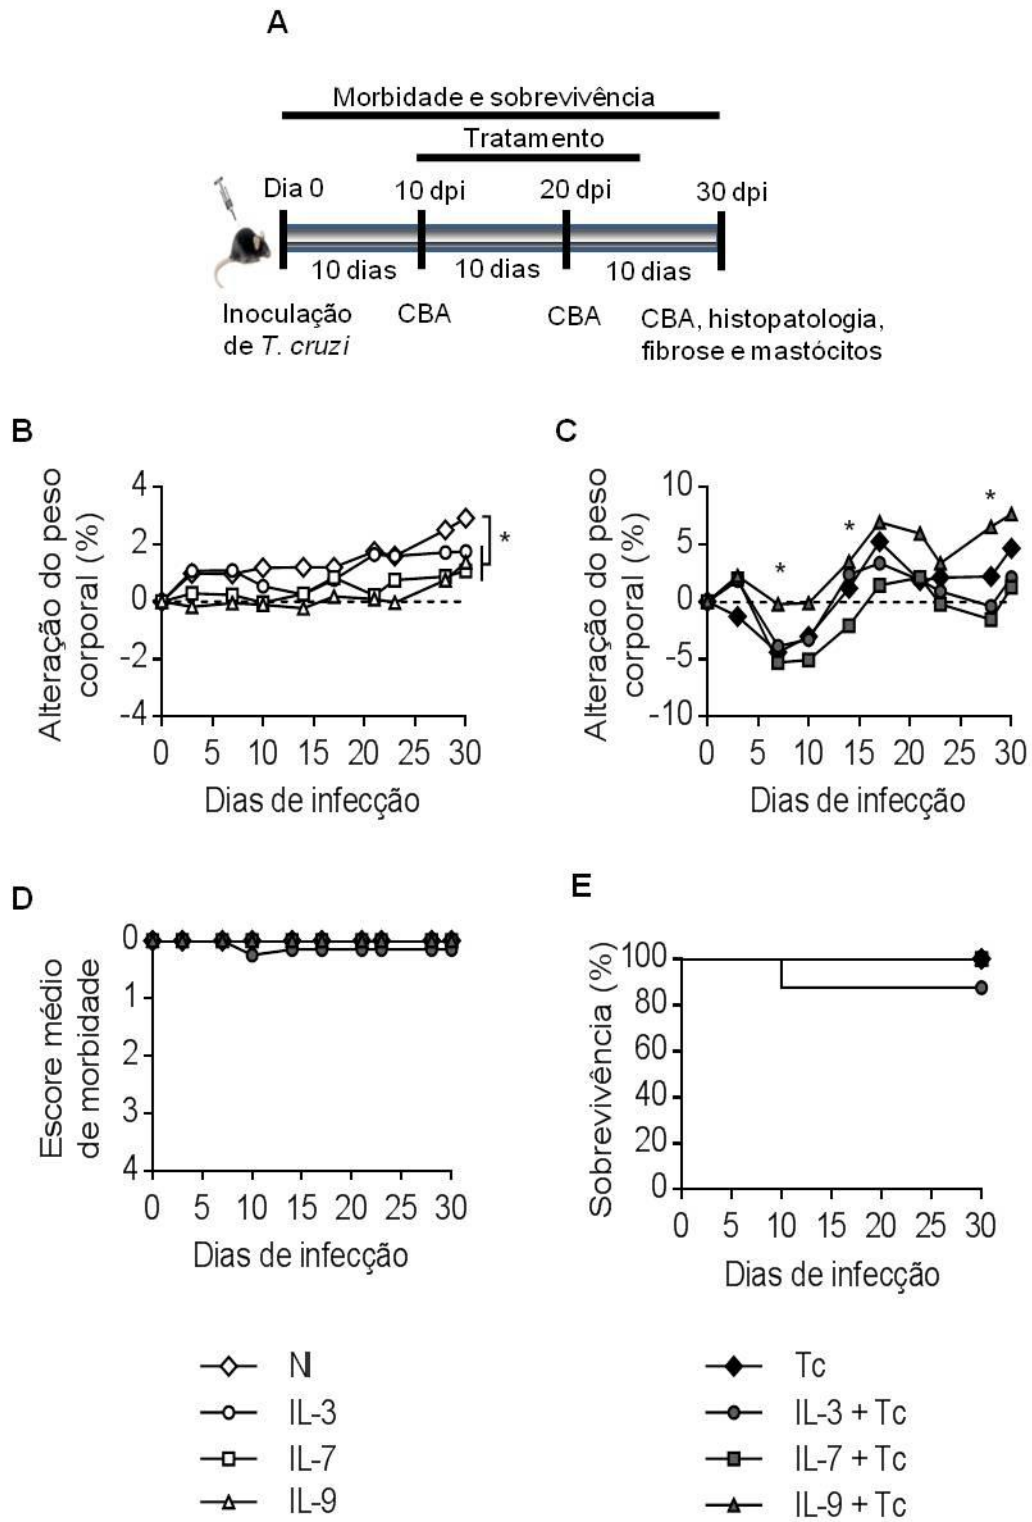 A
Morbidade e sobrevivência
Tratamento
Dia 0 10 dpi 20 dpi 30 dpi
10 dias 10 dias 10 dias
Inoculação
de T. cruzi
CBA
CBA
CBA, histopatologia,
fibrose e mastócitos
B
Alteração do peso
corporal (%)
4
2
0
-2
-4
*
0 5 10 15 20 25 30
Dias de infecção
C
Alteração do peso
corporal (%)
10
5
0
-5
-10
* * *
0 5 10 15 20 25 30
Dias de infecção
D
Escore médio
de morbidade
0
1
2
3
4
0 5 10 15 20 25 30
Dias de infecção
E
Sobrevivência (%)
100
80
60
40
20
0
0 5 10 15 20 25 30
Dias de infecção
NI
IL-3
IL-7
IL-9
Tc
IL-3 + Tc
IL-7 + Tc
IL-9 + Tc